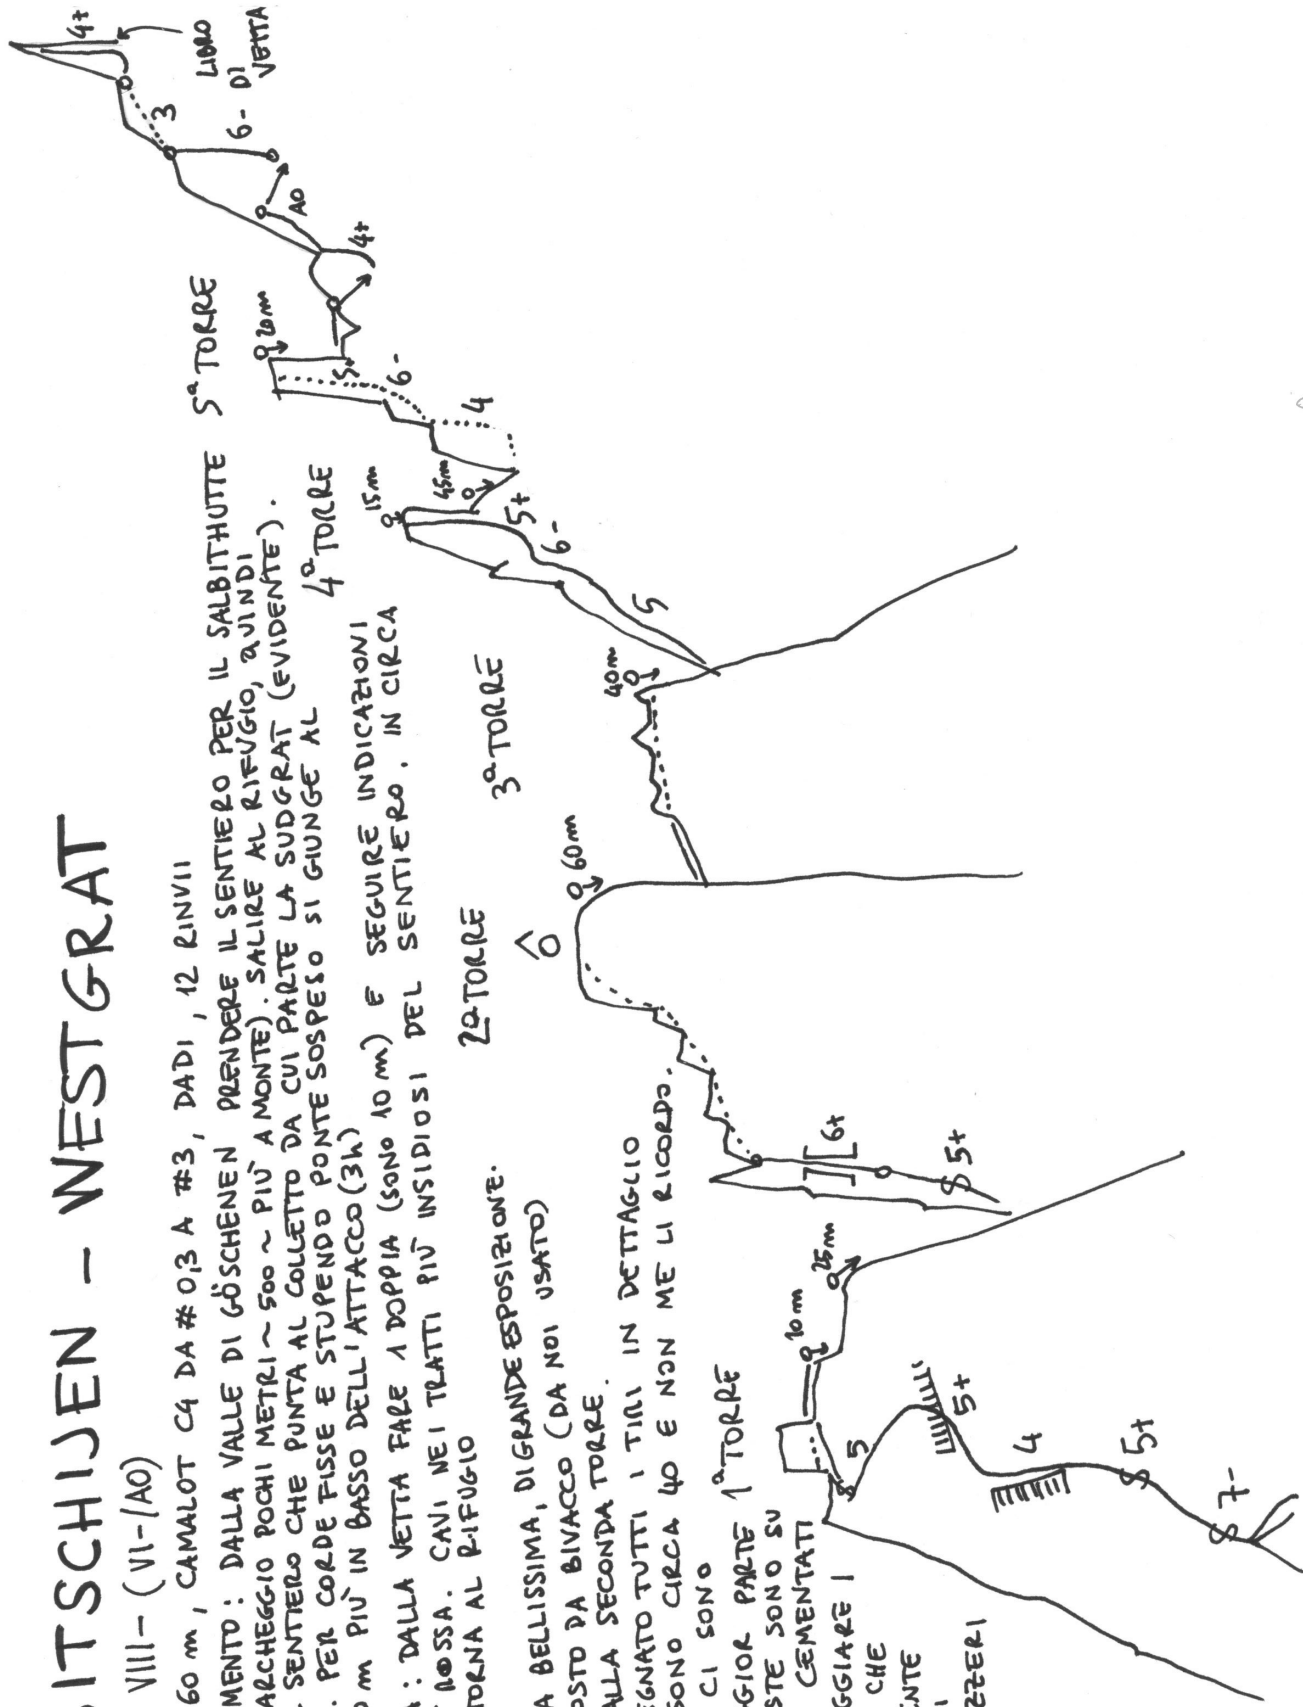 ITSCHIJEN - WESTGRAT
VIII- (VI-/A0)
60 m, CAMALOT C4 DA #0,3 A #3, DADI, 12 RINVII
MENTO: DALLA VALLE DI GÖSCHENEN PRENDERE IL SENTIERO PER IL SALBITHUTTE
ARCHEGGIO POCHI METRI ~ 500 ~ PIÙ A MONTE). SALIRE AL RIFUGIO, QUINDI
SENTIERO CHE PUNTA AL COLLETTO DA CUI PARTE LA SUDGRAT (EVIDENTE).
. PER CORDE FISSE E STUPENDO PONTE SOSPESO SI GIUNGE AL
0 m PIÙ IN BASSO DELL'ATTACCO (3h)
A: DALLA VETTA FARE 1 DOPPIA (SONO 10 m) E SEGUIRE INDICAZIONI
E ROSSA. CAVI NEI TRATTI PIÙ INSIDIOSI DEL SENTIERO. IN CIRCA
TORNA AL RIFUGIO
A BELLISSIMA, DI GRANDE ESPOSIZIONE.
OSTO DA BIVACCO (DA NOI USATO)
ALLA SECONDA TORRE.
EGNATO TUTTI I TIRI IN DETTAGLIO
SONO CIRCA 40 E NON ME LI RICORDO.
CI SONO
GGIOR PARTE
STE SONO SU
CEMENTATI
GGIARE I
CHE
ENTE
I
ZZERI
1ª TORRE
7-
5+
4
5+
5
10 m
25 m
5+
6+
2ª TORRE
60 m
3ª TORRE
40 m
4ª TORRE
5
6-
5+
15 m
45 m
5ª TORRE
4
6-
5+
20 m
4+
A0
6-
3
4+
LIBRO
DI
VETTA